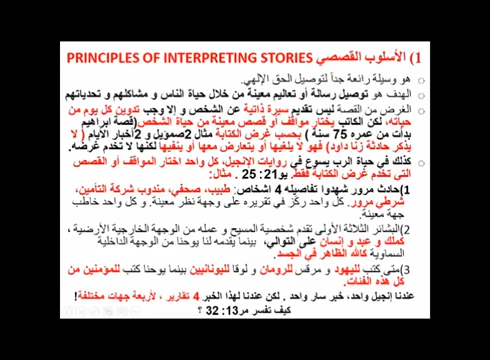 1) الأسلوب القصصي PRINCIPLES OF INTERPRETING STORIES
هو وسيلة رائعة جداً لتوصيل الحق الإلهي.
الهدف هو توصيل رسالة أو تعاليم معينة من خلال حياة الناس و مشاكلهم و تحدياتهم
الغرض من القصة ليس تقديم سيرة ذاتية عن الشخص و إلا وجب تدوين كل يوم من
حياته، لكن الكاتب يختار مواقف أو قصص معينة من حياة الشخص(قصة ابراهيم
بدأت من عمره 75 سنة ) بحسب غرض الكتابة مثال 2صموئيل و 2أخبار الأيام ( لا
يذكر حادثة زنا داود) فهو لا يلغيها أو يتعارض معها أو ينفيها لكنها لا تخدم غرضه.
كذلك في حياة الرب يسوع في روايات الإنجيل، كل واحد اختار المواقف أو القصص
التي تخدم غرض الكتابة فقط. يو21: 25 . مثال:
1)حادث مرور شهدوا تفاصيله 4 اشخاص: طبيب، صحفي، مندوب شركة التأمين،
شرطي مرور. كل واحد ركز في تقريره على وجهة نظر معينة. و كل واحد خاطب
جهة معينة.
2)البشائر الثلاثة الأولى تقدم شخصية المسيح و عمله من الوجهة الخارجية الأرضية ،
كملك و عبد و إنسان على التوالي، بينما يقدمه لنا يوحنا من الوجهة الداخلية
السماوية كالله الظاهر في الجسد.
3)متى كتب لليهود و مرقس للرومان و لوقا لليونانيين بينما يوحنا كتب للمؤمنين من
كل هذه الفئات.
عندنا إنجيل واحد، خبر سار واحد . لكن عندنا لهذا الخبر 4 تقارير ، لأربعة جهات مختلفة!
كيف تفسر مر13: 32 ؟